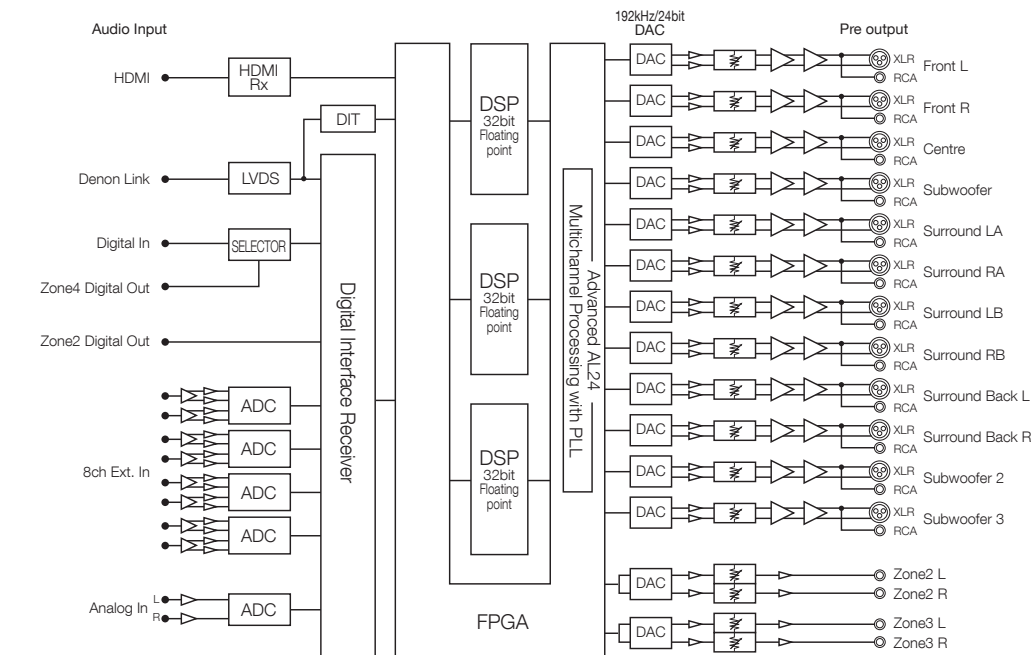 Audio Input
192kHz/24bit
DAC
Pre output
HDMI
HDMI
Rx
DIT
Denon Link
LVDS
Digital In
SELECTOR
Zone4 Digital Out
Zone2 Digital Out
8ch Ext. In
ADC
ADC
ADC
ADC
Analog In
L
R
ADC
Digital Interface Receiver
DSP
32bit
Floating
point
DSP
32bit
Floating
point
DSP
32bit
Floating
point
FPGA
Advanced AL24
Multichannel Processing with PLL
DAC
XLR
RCA
Front L
DAC
XLR
RCA
Front R
DAC
XLR
RCA
Centre
DAC
XLR
RCA
Subwoofer
DAC
XLR
RCA
Surround LA
DAC
XLR
RCA
Surround RA
DAC
XLR
RCA
Surround LB
DAC
XLR
RCA
Surround RB
DAC
XLR
RCA
Surround Back L
DAC
XLR
RCA
Surround Back R
DAC
XLR
RCA
Subwoofer 2
DAC
XLR
RCA
Subwoofer 3
DAC
Zone2 L
Zone2 R
DAC
Zone3 L
Zone3 R